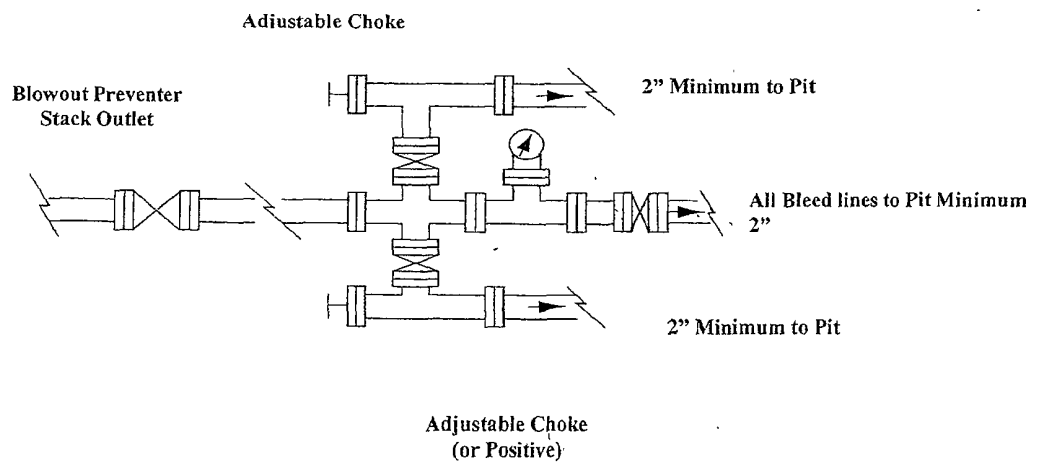 Adiustable Choke
Blowout Preventer
Stack Outlet
2” Minimum to Pit
All Bleed lines to Pit Minimum
2”
2” Minimum to Pit
Adjustable Choke
(or Positive)